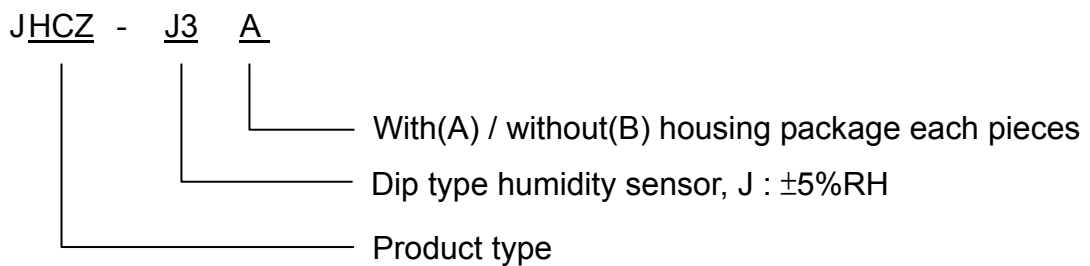 JHCZ - J3 A
With(A) / without(B) housing package each pieces
Dip type humidity sensor, J : ±5%RH
Product type